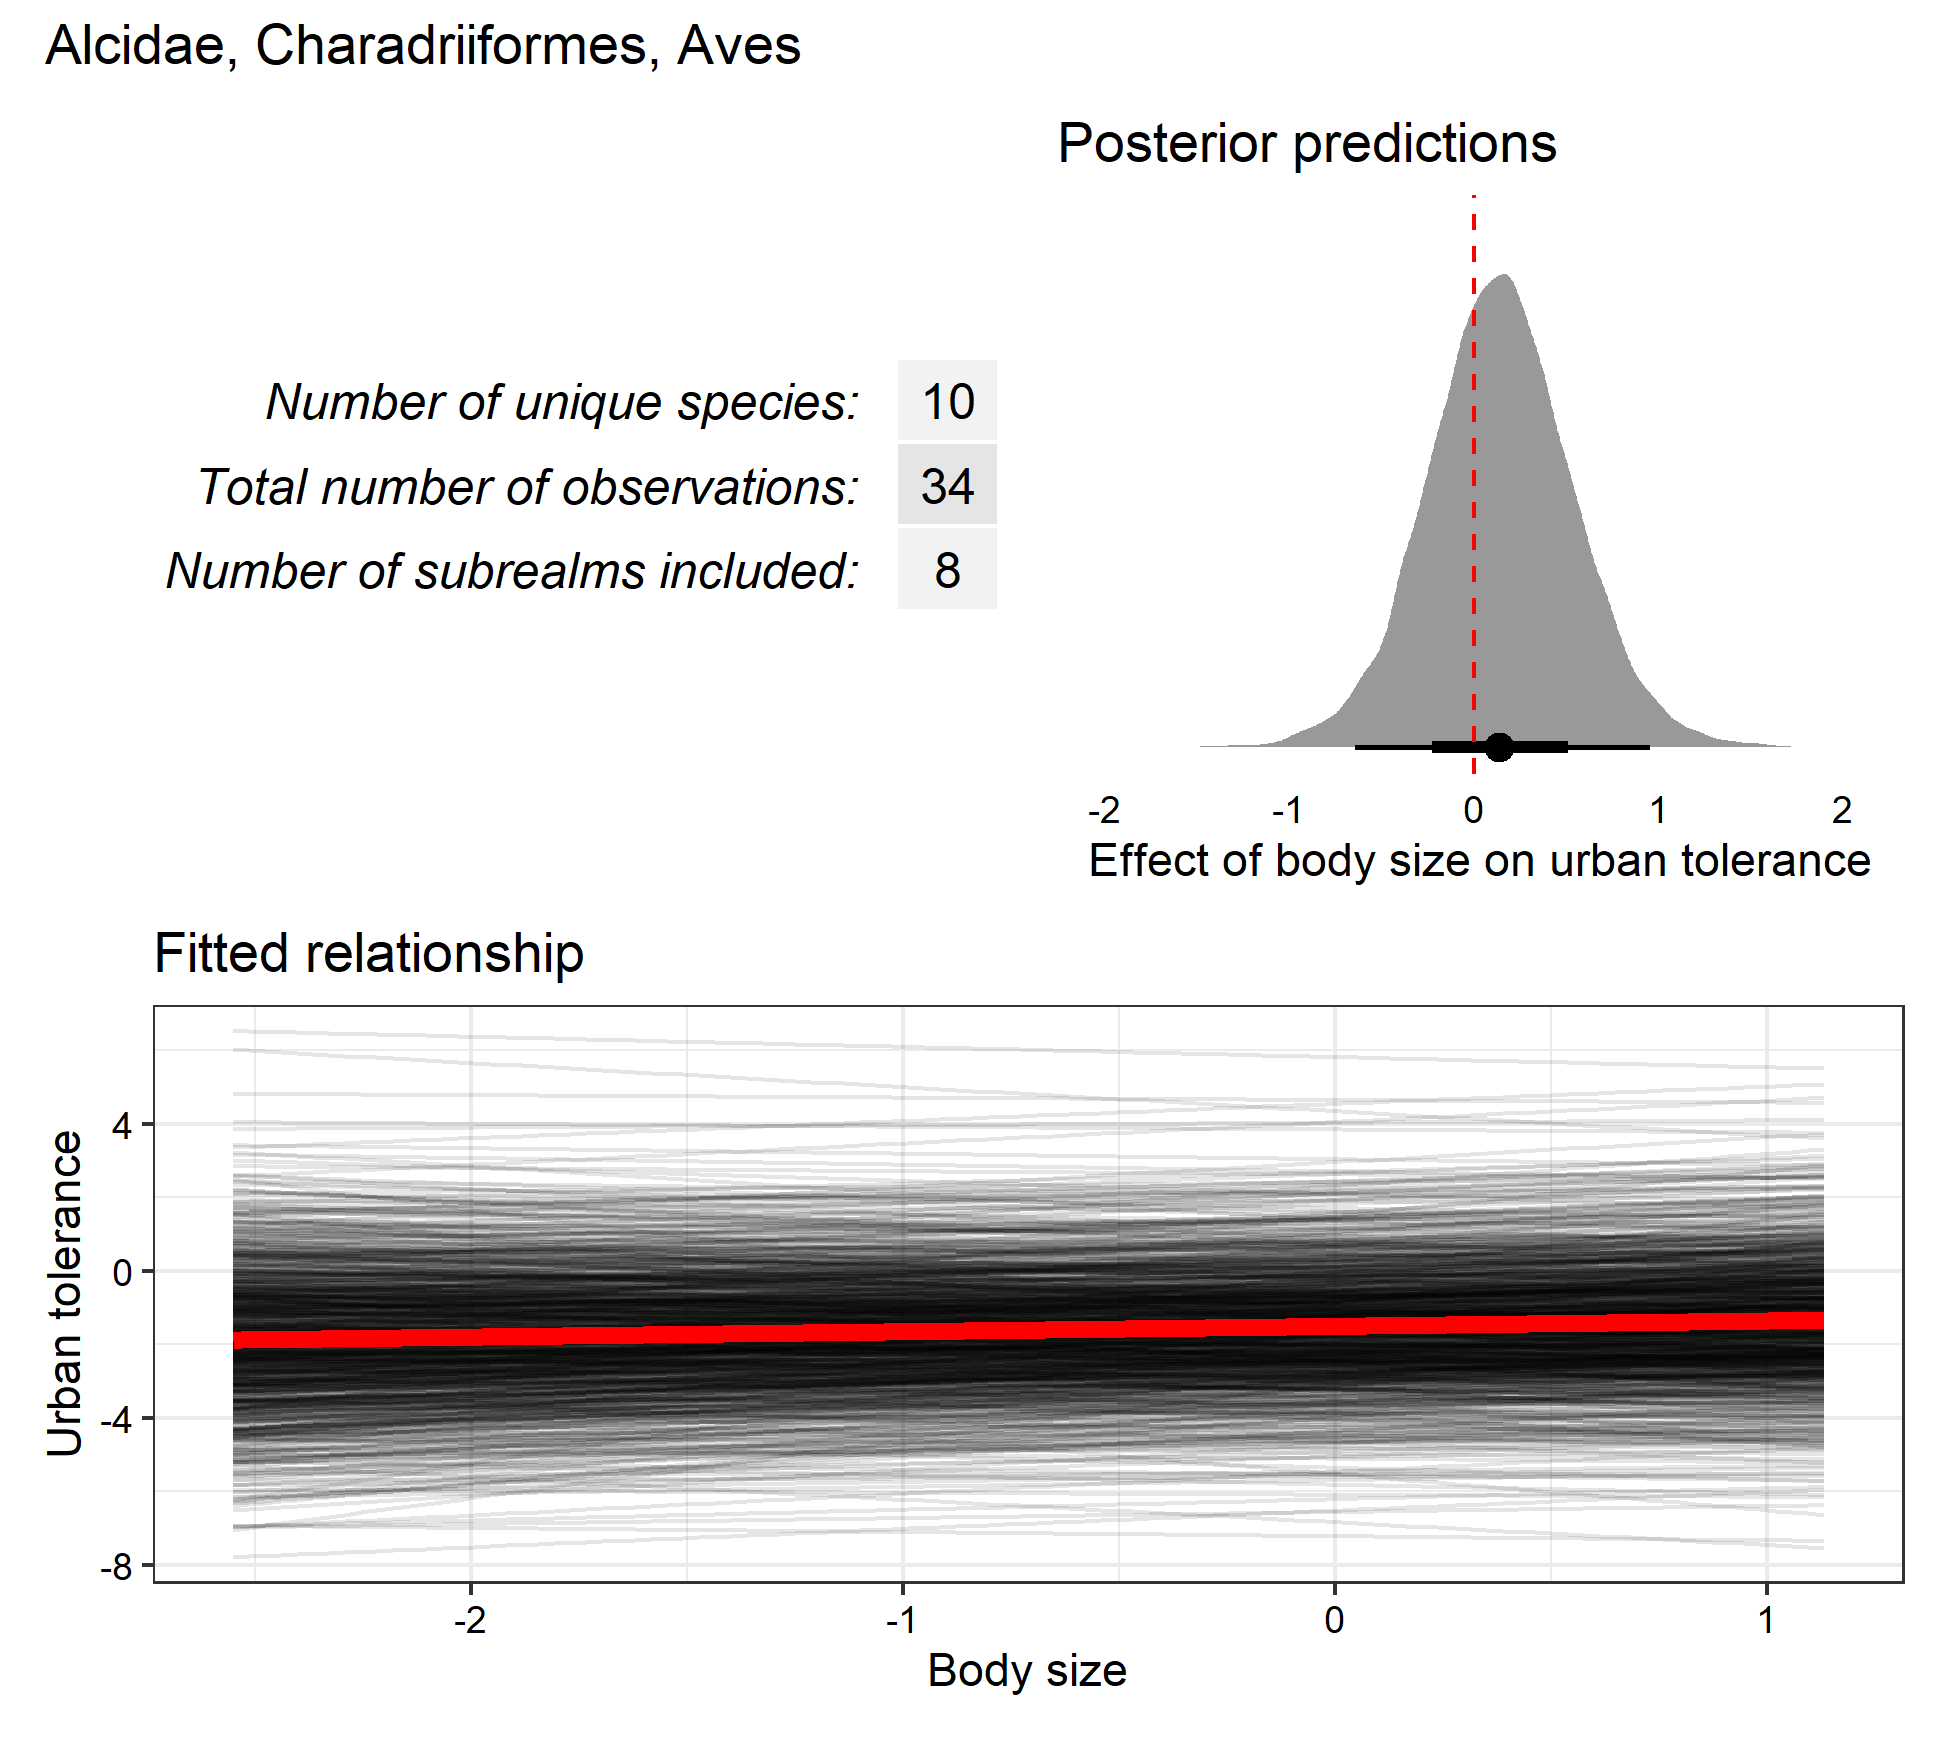 Alcidae, Charadriiformes, Aves
Number of unique species: 10
Total number of observations: 34
Number of subrealms included: 8
Posterior predictions
-2 -1 0 1 2
Effect of body size on urban tolerance
Fitted relationship
Urban tolerance
4
0
-4
-8
-2 -1 0 1
Body size